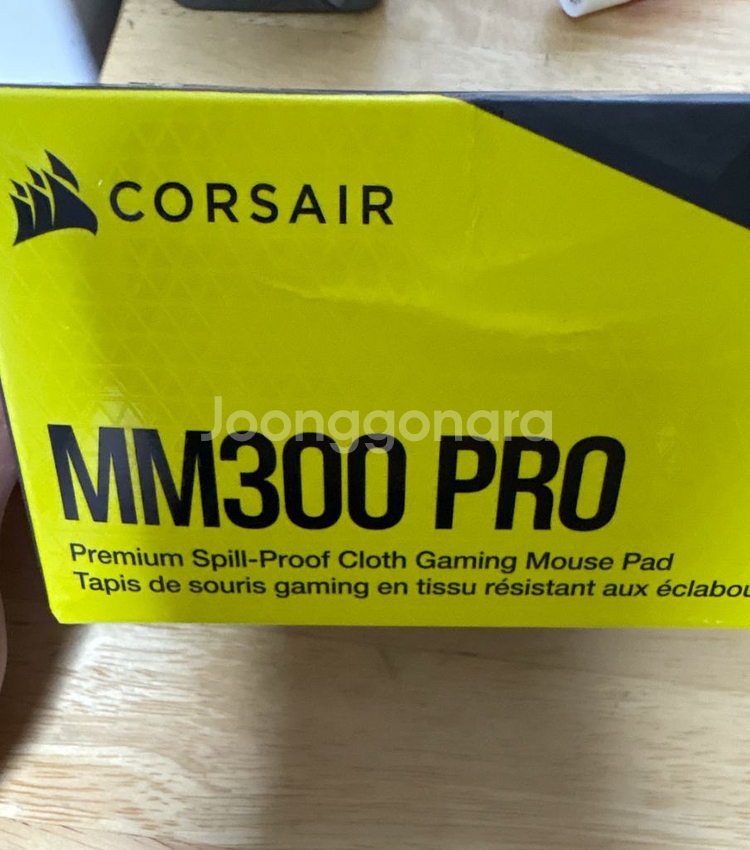 CORSAIR
Joonggonara
MM300 PRO
Premium Spill-Proof Cloth Gaming Mouse Pad
Tapis de souris gaming en tissu résistant aux